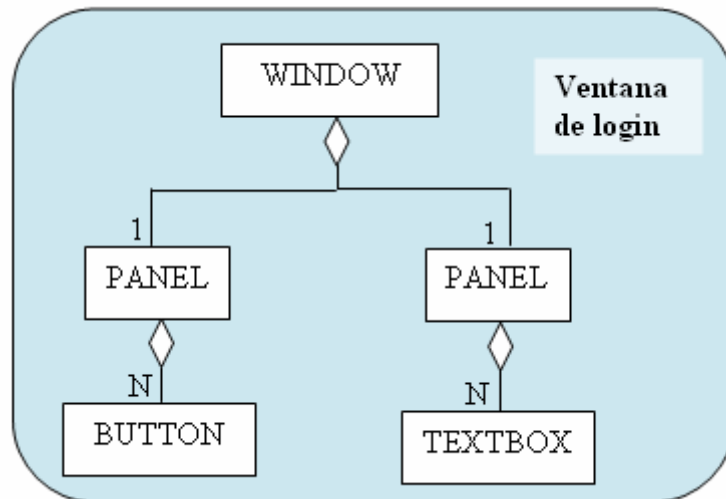 WINDOW
Ventana
de login
1
1
PANEL
PANEL
N
N
BUTTON
TEXTBOX